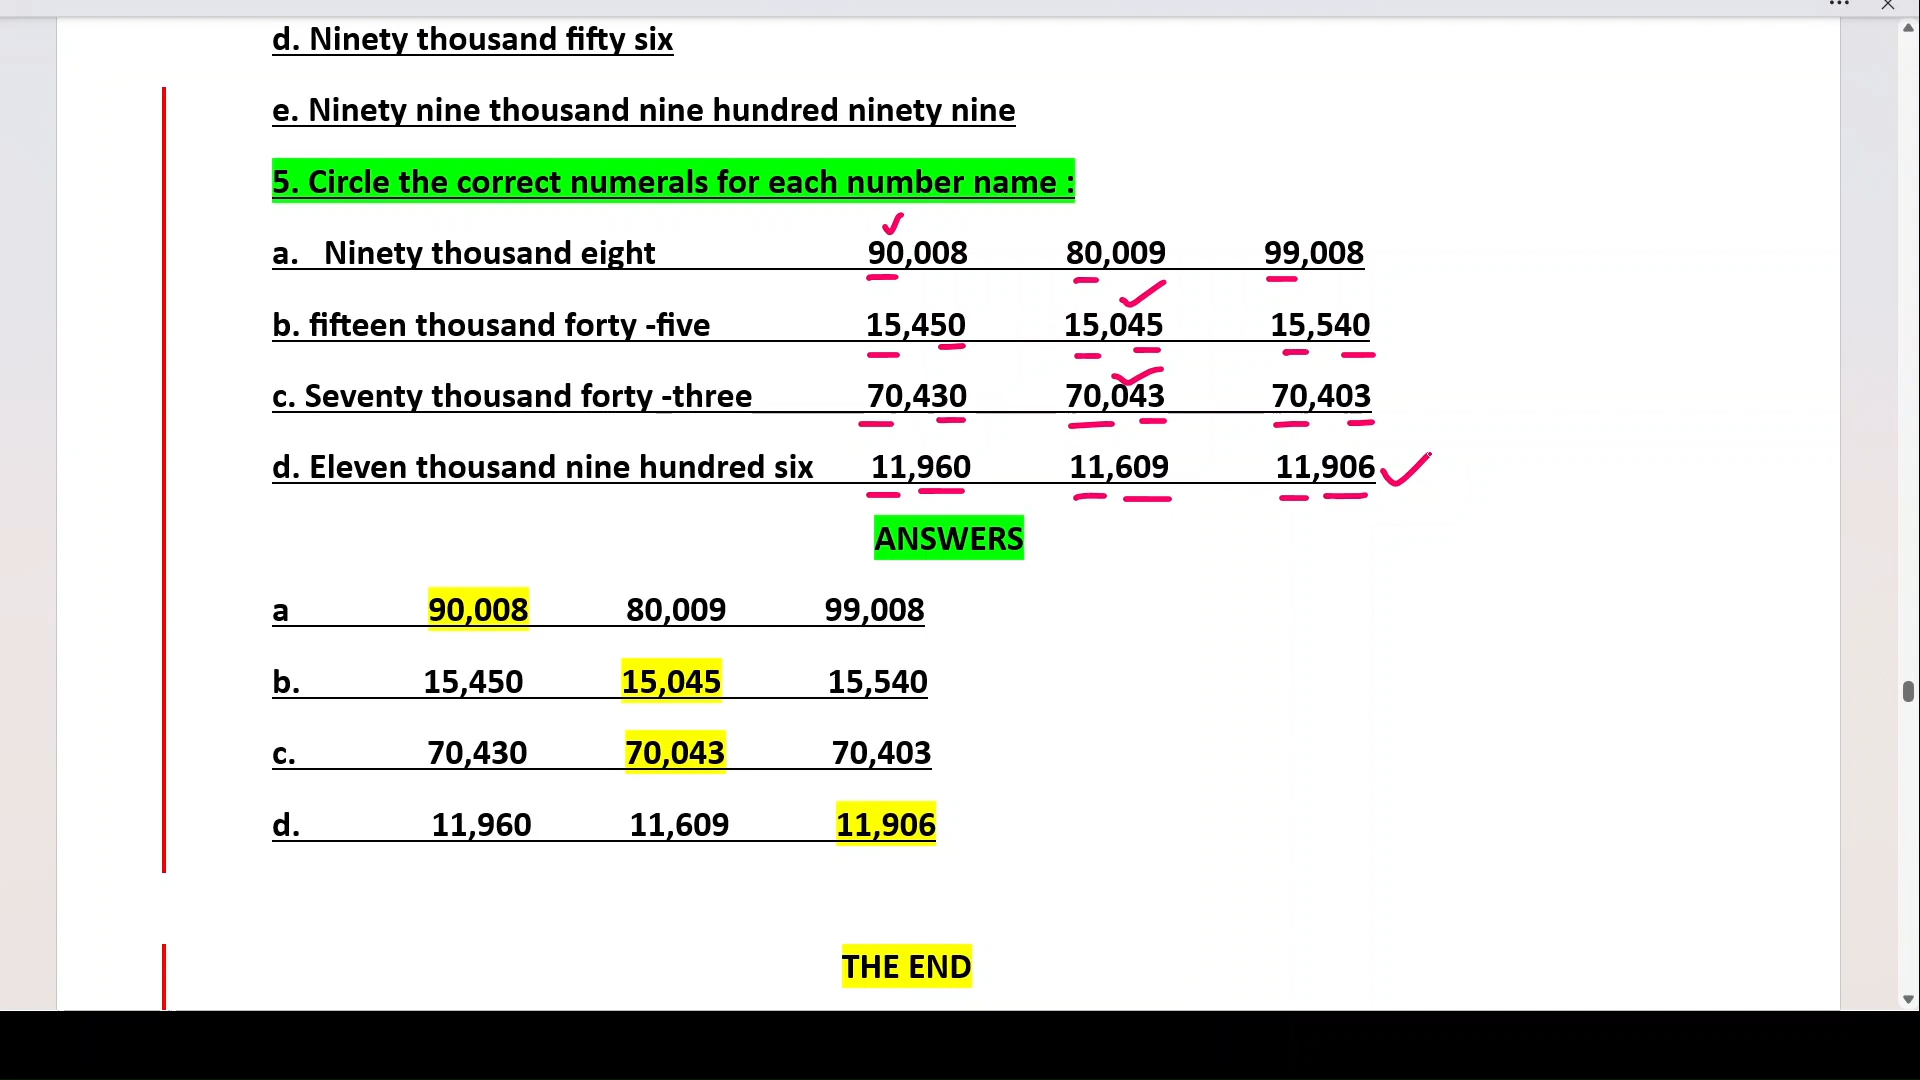 d. Ninety thousand fifty six
e. Ninety nine thousand nine hundred ninety nine
5. Circle the correct numerals for each number name :
a. Ninety thousand eight 90,008 80,009 99,008
b. fifteen thousand forty -five 15,450 15,045 15,540
c. Seventy thousand forty -three 70,430 70,043 70,403
d. Eleven thousand nine hundred six 11,960 11,609 11,906
ANSWERS
a 90,008 80,009 99,008
b. 15,450 15,045 15,540
c. 70,430 70,043 70,403
d. 11,960 11,609 11,906
THE END